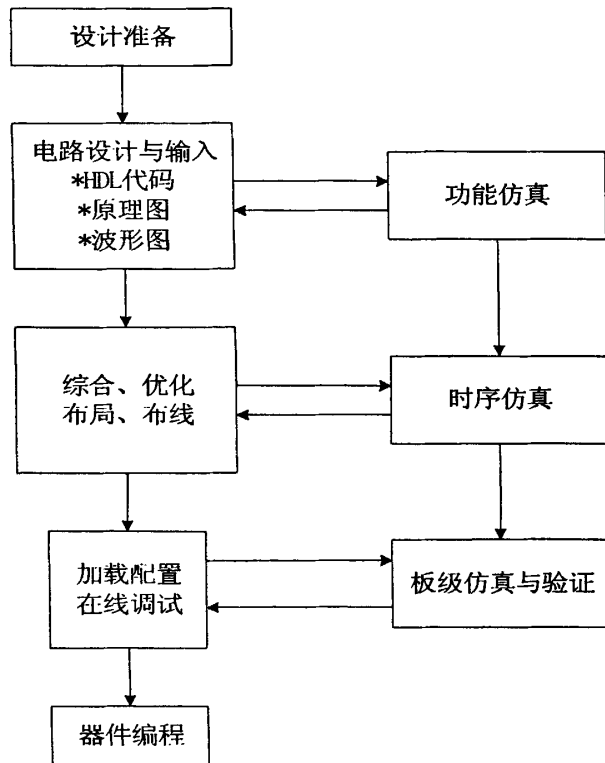 设计准备
电路设计与输入
*HDL代码
*原理图
*波形图
功能仿真
综合、优化
布局、布线
时序仿真
加载配置
在线调试
板级仿真与验证
器件编程